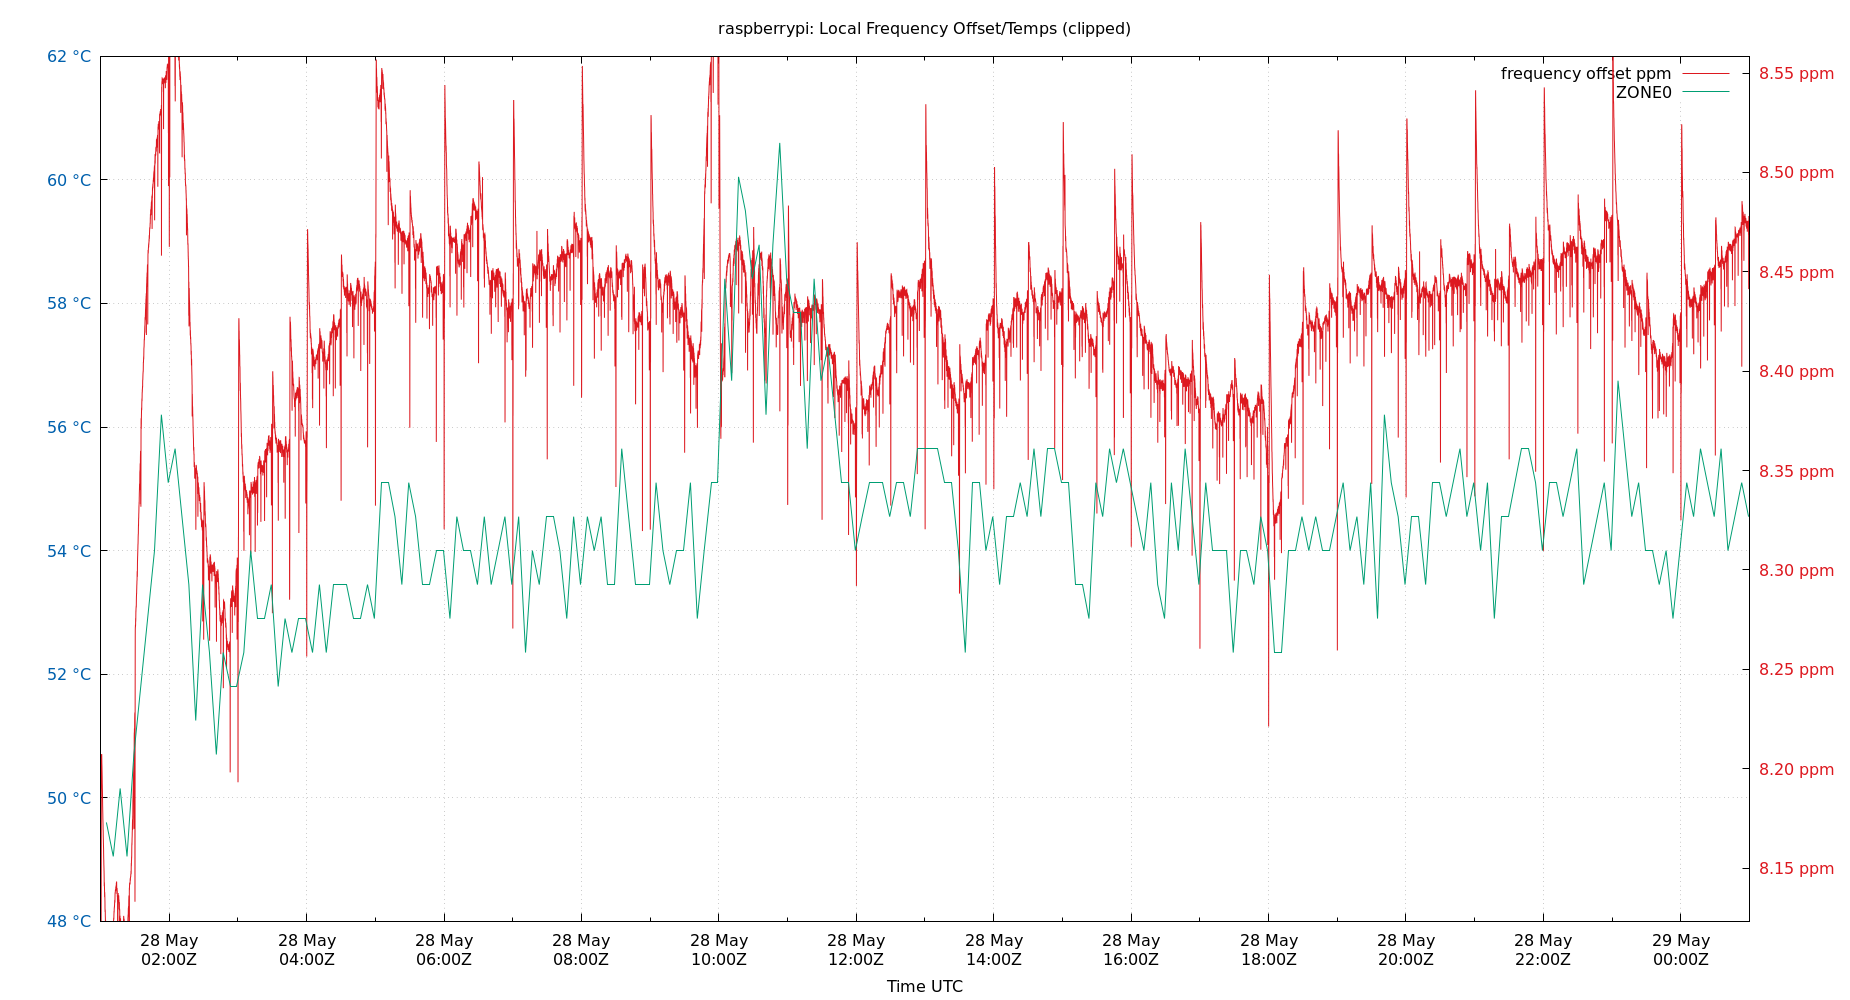 raspberrypi: Local Frequency Offset/Temps (clipped)
62 °C
60 °C
58 °C
56 °C
54 °C
52 °C
50 °C
48 °C
frequency offset ppm
ZONE0
8.55 ppm
8.50 ppm
8.45 ppm
8.40 ppm
8.35 ppm
8.30 ppm
8.25 ppm
8.20 ppm
8.15 ppm
28 May
02:00Z
28 May
04:00Z
28 May
06:00Z
28 May
08:00Z
28 May
10:00Z
28 May
12:00Z
28 May
14:00Z
28 May
16:00Z
28 May
18:00Z
28 May
20:00Z
28 May
22:00Z
29 May
00:00Z
Time UTC